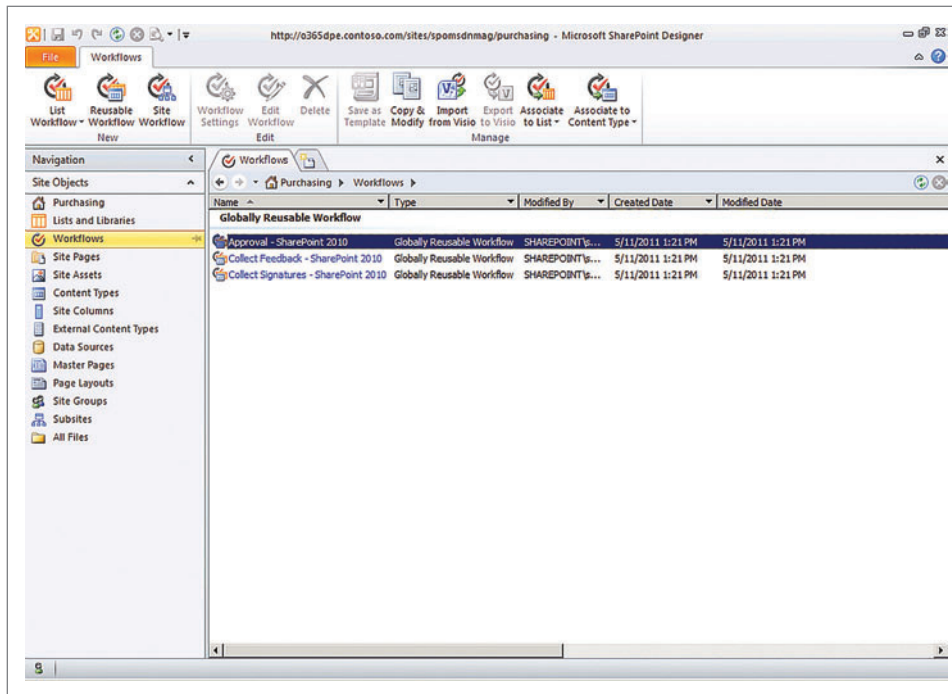 http://o365dpe.contoso.com/sites/spomsdnmag/purchasing - Microsoft SharePoint Designer
File Workflows
List Workflow Reusable Workflow Site Workflow Workflow Settings Edit Workflow Delete Save as Template Copy & Modify Import from Visio Export to Visio Associate to List Associate to Content Type
New Edit Manage
Navigation
Workflows
Site Objects
Purchasing Workflows
Purchasing
Name Type Modified By Created Date Modified Date
Lists and Libraries
Globally Reusable Workflow
Workflows
Approval - SharePoint 2010 Globally Reusable Workflow SHAREPOINT\s... 5/11/2011 1:21 PM 5/11/2011 1:21 PM
Site Pages
Collect Feedback - SharePoint 2010 Globally Reusable Workflow SHAREPOINT\s... 5/11/2011 1:21 PM 5/11/2011 1:21 PM
Site Assets
Collect Signatures - SharePoint 2010 Globally Reusable Workflow SHAREPOINT\s... 5/11/2011 1:21 PM 5/11/2011 1:21 PM
Content Types
Site Columns
External Content Types
Data Sources
Master Pages
Page Layouts
Site Groups
Subsites
All Files